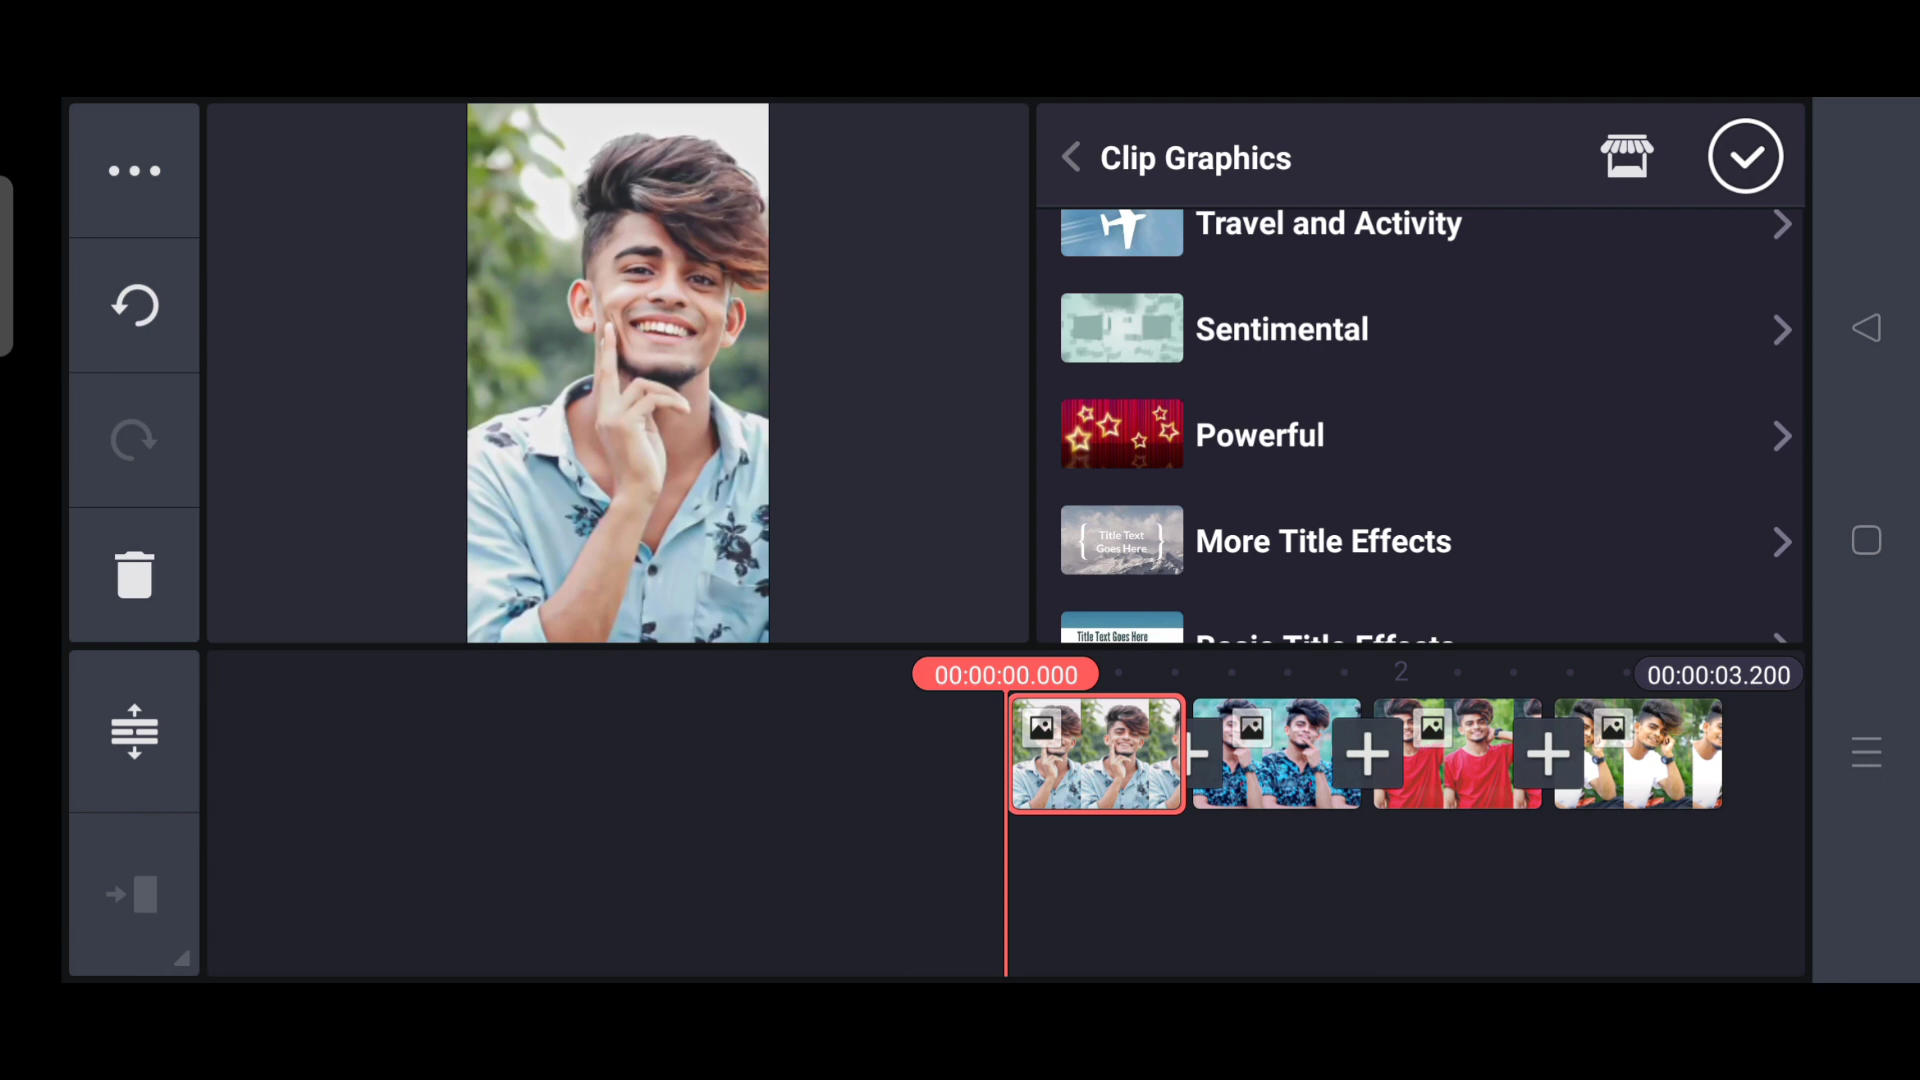 Clip Graphics
Travel and Activity
Sentimental
Powerful
Title Text
Goes Here
More Title Effects
Title Text Goes Here
Basic Title Effects
00:00:00.000
2
00:00:03.200